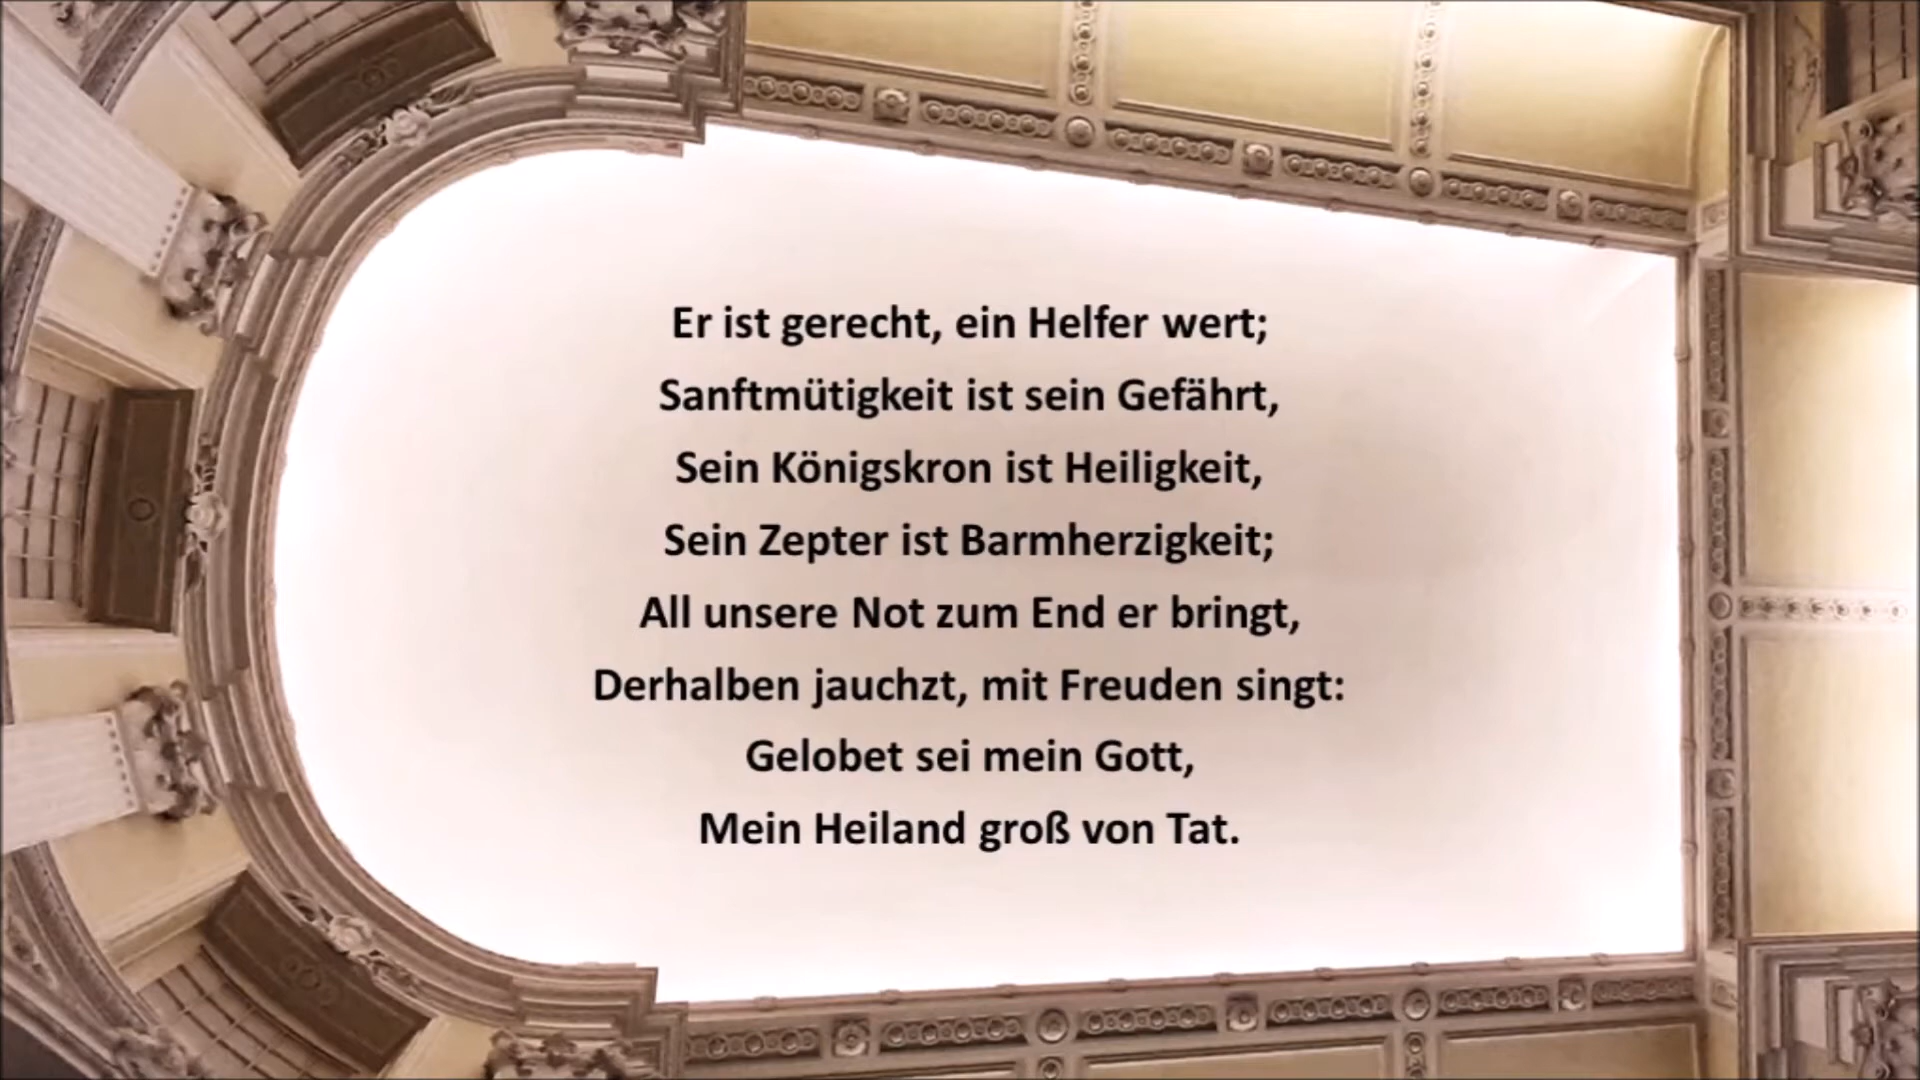 Er ist gerecht, ein Helfer wert;
Sanftmütigkeit ist sein Gefährt,
Sein Königskron ist Heiligkeit,
Sein Zepter ist Barmherzigkeit;
All unsere Not zum End er bringt,
Derhalben jauchzt, mit Freuden singt:
Gelobet sei mein Gott,
Mein Heiland groß von Tat.